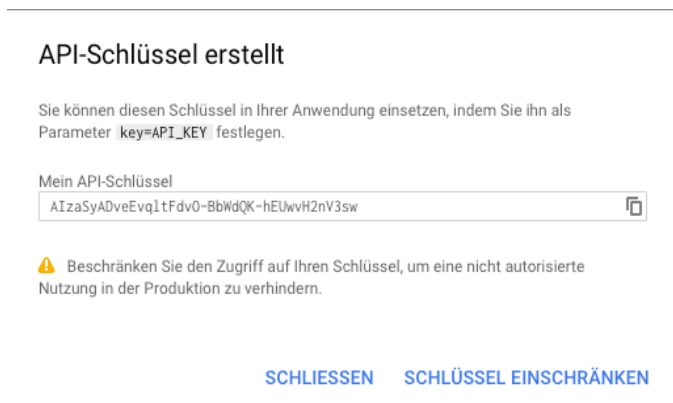 API-Schlüssel erstellt
Sie können diesen Schlüssel in Ihrer Anwendung einsetzen, indem Sie ihn als
Parameter key=API_KEY festlegen.
Mein API-Schlüssel
AIzaSyADveEvqltFdvO-BbWdQK-hEUwvH2nV3sw
Beschränken Sie den Zugriff auf Ihren Schlüssel, um eine nicht autorisierte
Nutzung in der Produktion zu verhindern.
SCHLIESSEN SCHLÜSSEL EINSCHRÄNKEN